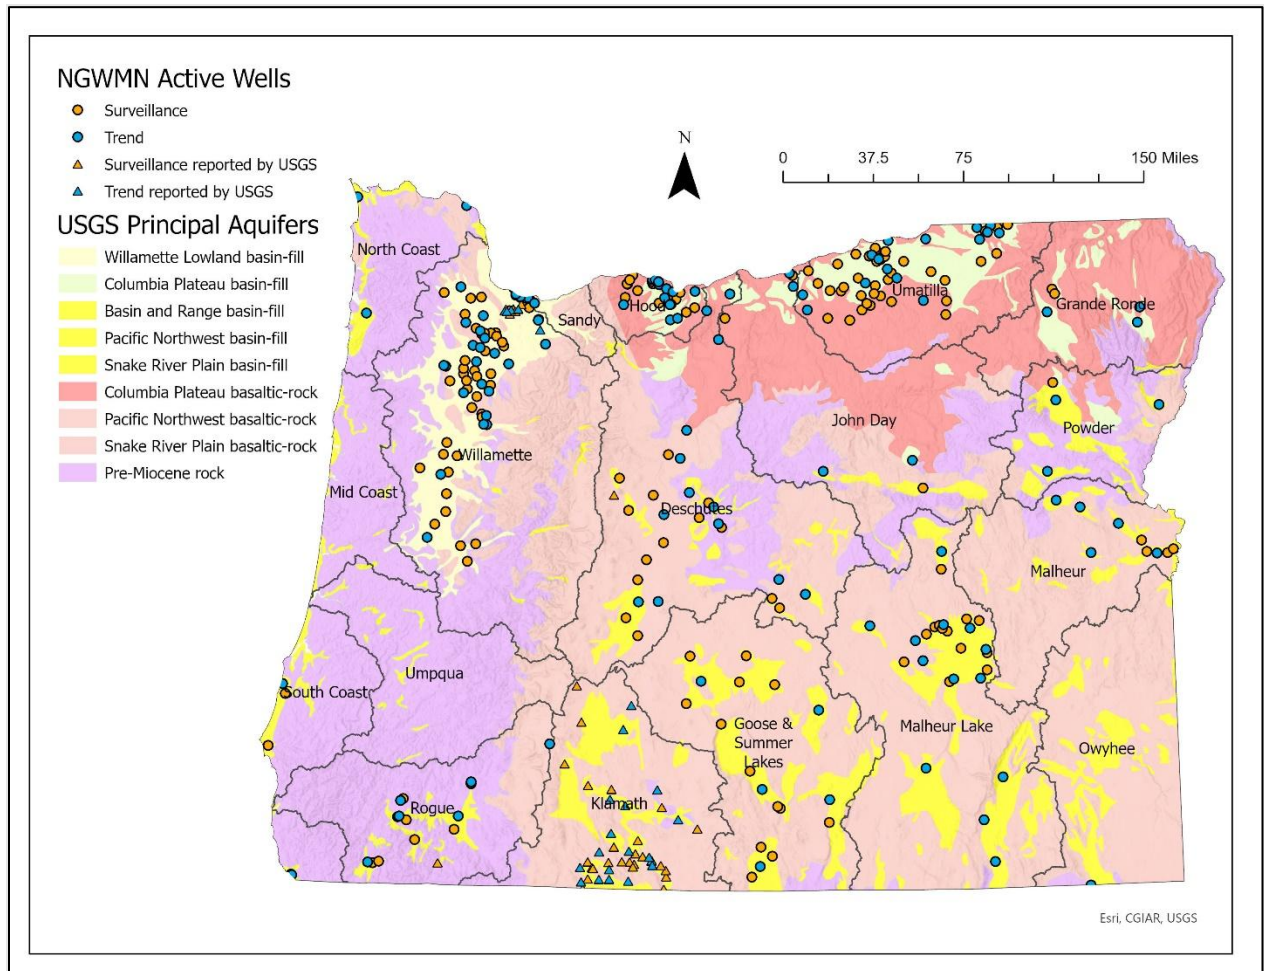 NGWMN Active Wells
Surveillance
Trend
Surveillance reported by USGS
Trend reported by USGS
USGS Principal Aquifers
Willamette Lowland basin-fill
Columbia Plateau basin-fill
Basin and Range basin-fill
Pacific Northwest basin-fill
Snake River Plain basin-fill
Columbia Plateau basaltic-rock
Pacific Northwest basaltic-rock
Snake River Plain basaltic-rock
Pre-Miocene rock
N
0 37.5 75 150 Miles
North Coast
Sandy
Hood
Umatilla
Grande Ronde
John Day
Powder
Willamette
Mid Coast
Deschutes
Malheur
Umpqua
South Coast
Goose &
Summer
Lakes
Malheur Lake
Owyhee
Klamath
Rogue
Esri, CGIAR, USGS